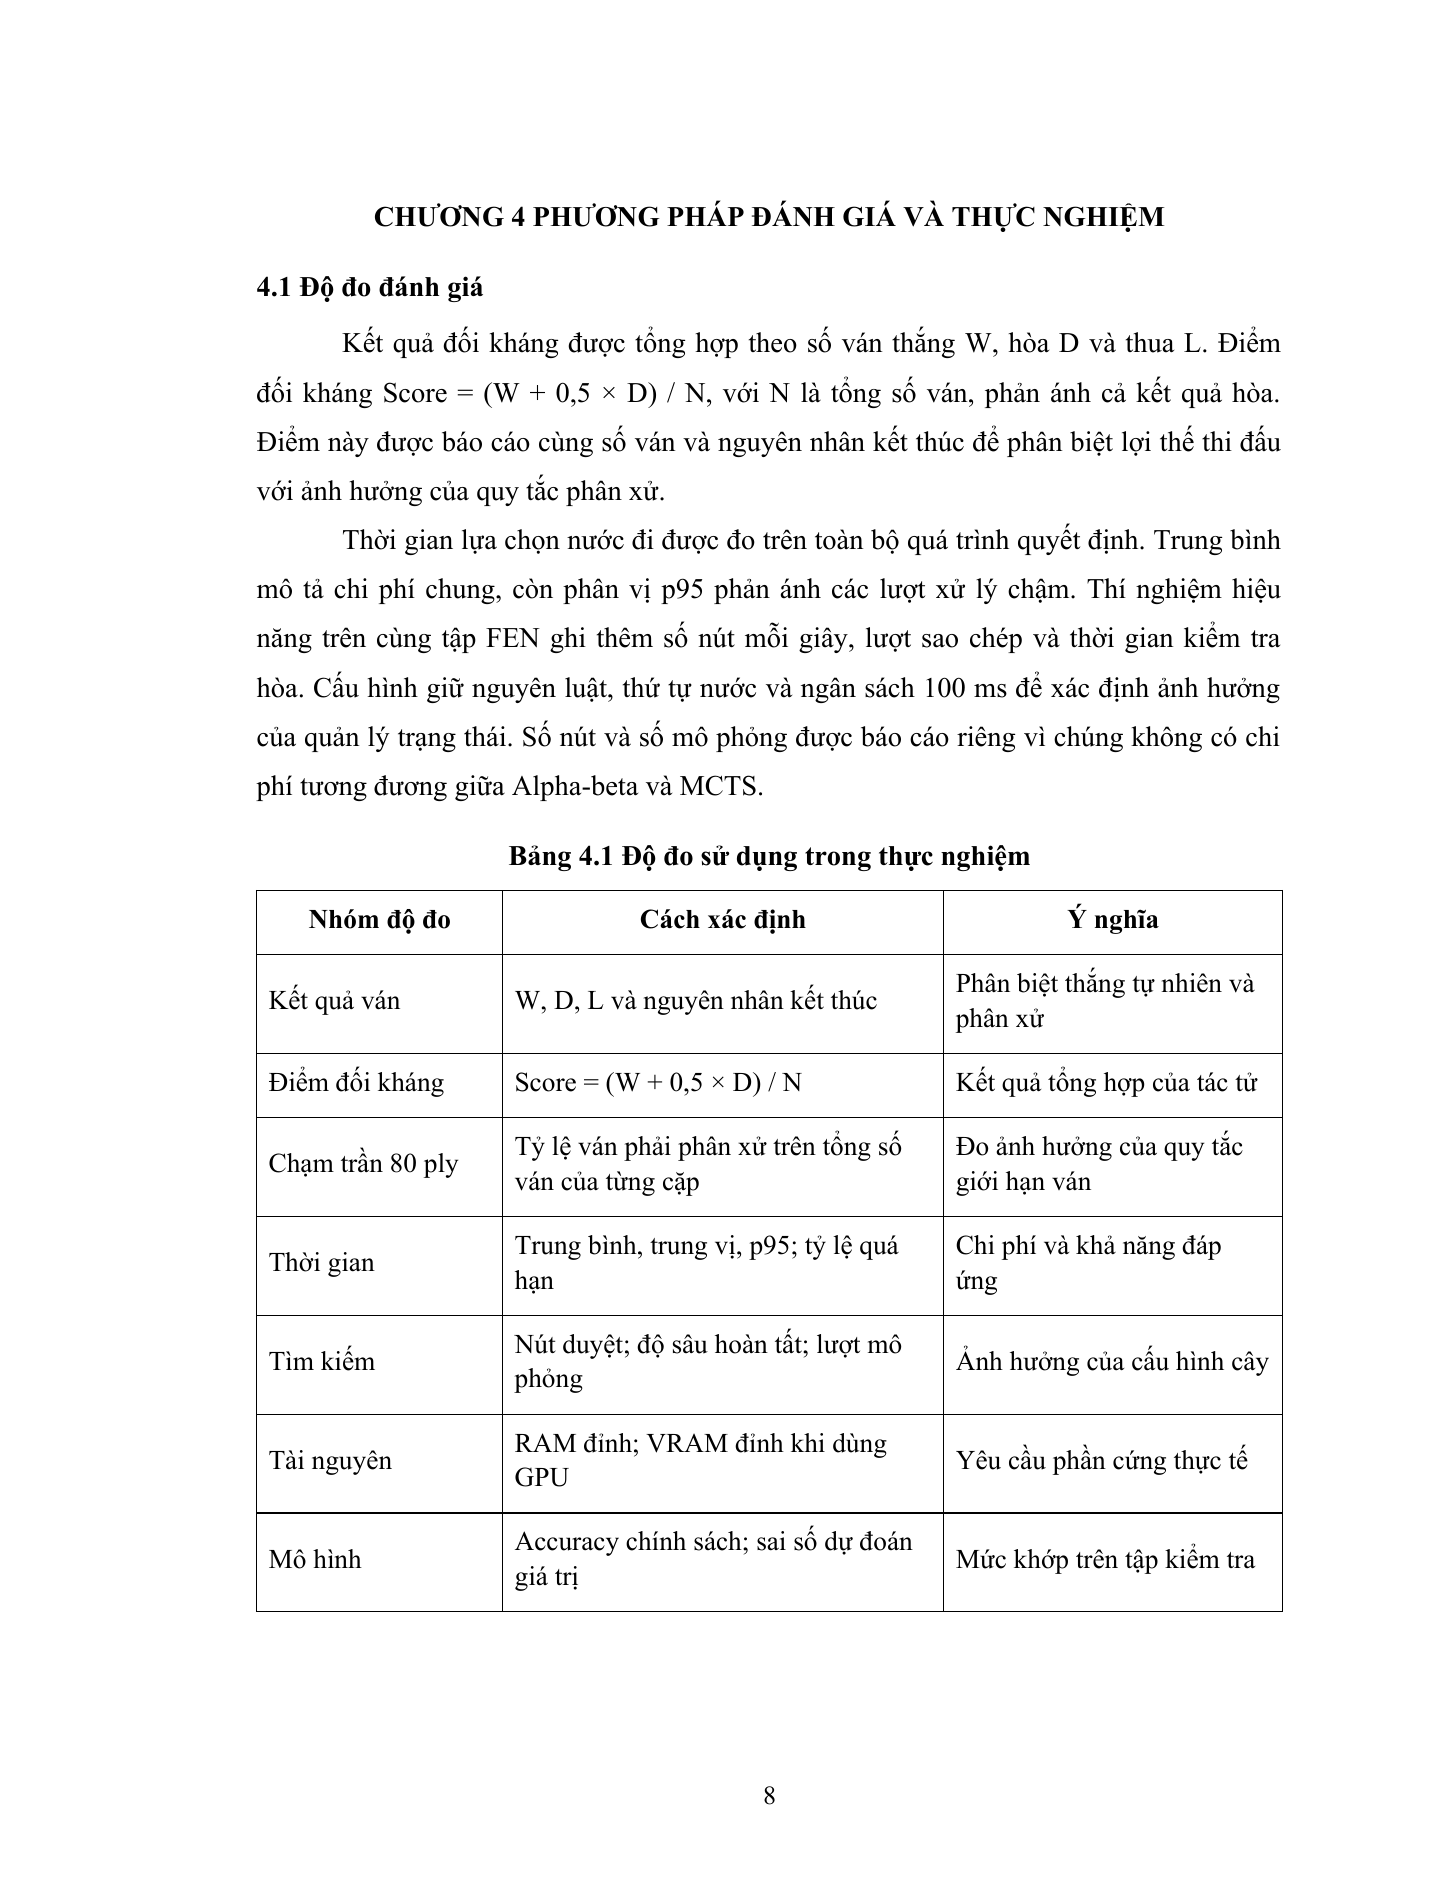 CHƯƠNG 4 PHƯƠNG PHÁP ĐÁNH GIÁ VÀ THỰC NGHIỆM
4.1 Độ đo đánh giá
Kết quả đối kháng được tổng hợp theo số ván thắng W, hòa D và thua L. Điểm
đối kháng Score = (W + 0,5 × D) / N, với N là tổng số ván, phản ánh cả kết quả hòa.
Điểm này được báo cáo cùng số ván và nguyên nhân kết thúc để phân biệt lợi thế thi đấu
với ảnh hưởng của quy tắc phân xử.
Thời gian lựa chọn nước đi được đo trên toàn bộ quá trình quyết định. Trung bình
mô tả chi phí chung, còn phân vị p95 phản ánh các lượt xử lý chậm. Thí nghiệm hiệu
năng trên cùng tập FEN ghi thêm số nút mỗi giây, lượt sao chép và thời gian kiểm tra
hòa. Cấu hình giữ nguyên luật, thứ tự nước và ngân sách 100 ms để xác định ảnh hưởng
của quản lý trạng thái. Số nút và số mô phỏng được báo cáo riêng vì chúng không có chi
phí tương đương giữa Alpha-beta và MCTS.
Bảng 4.1 Độ đo sử dụng trong thực nghiệm
Nhóm độ đo
Cách xác định
Ý nghĩa
Kết quả ván
W, D, L và nguyên nhân kết thúc
Phân biệt thắng tự nhiên và
phân xử
Điểm đối kháng
Score = (W + 0,5 × D) / N
Kết quả tổng hợp của tác tử
Chạm trần 80 ply
Tỷ lệ ván phải phân xử trên tổng số
ván của từng cặp
Đo ảnh hưởng của quy tắc
giới hạn ván
Thời gian
Trung bình, trung vị, p95; tỷ lệ quá
hạn
Chi phí và khả năng đáp
ứng
Tìm kiếm
Nút duyệt; độ sâu hoàn tất; lượt mô
phỏng
Ảnh hưởng của cấu hình cây
Tài nguyên
RAM đỉnh; VRAM đỉnh khi dùng
GPU
Yêu cầu phần cứng thực tế
Mô hình
Accuracy chính sách; sai số dự đoán
giá trị
Mức khớp trên tập kiểm tra
8